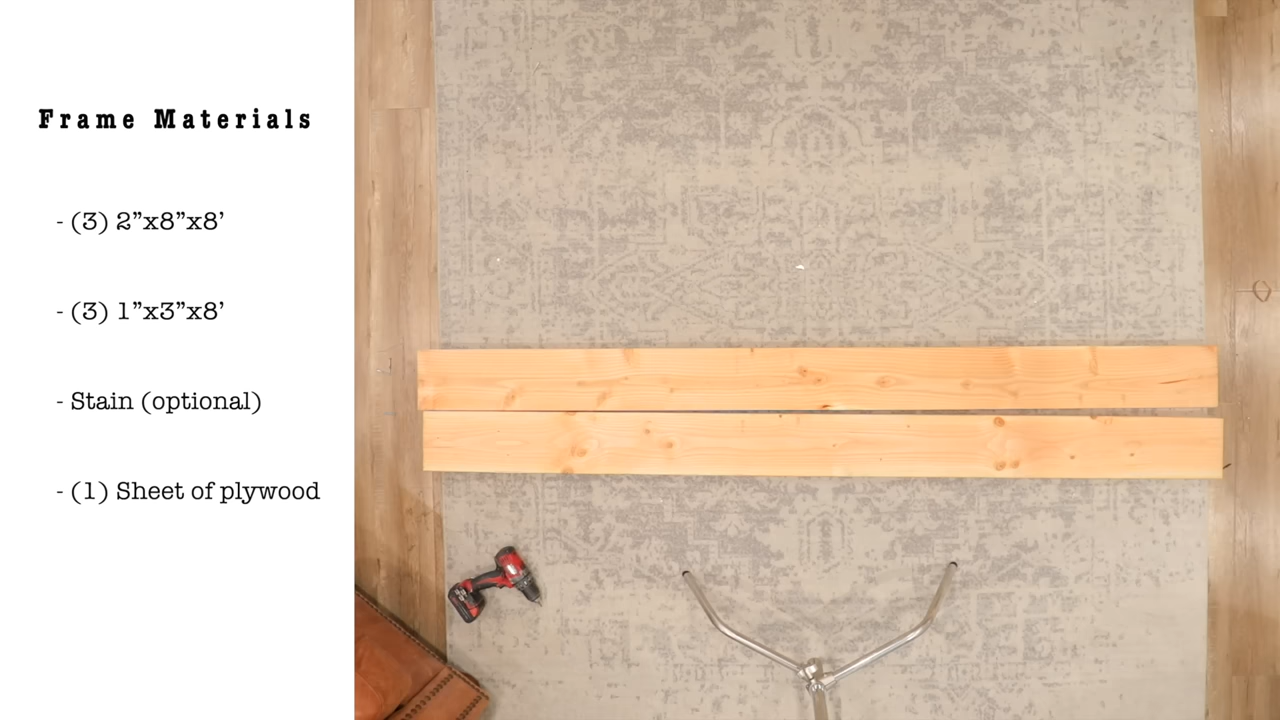 Frame Materials
- (3) 2”x8”x8’
- (3) 1”x3”x8’
- Stain (optional)
- (1) Sheet of plywood